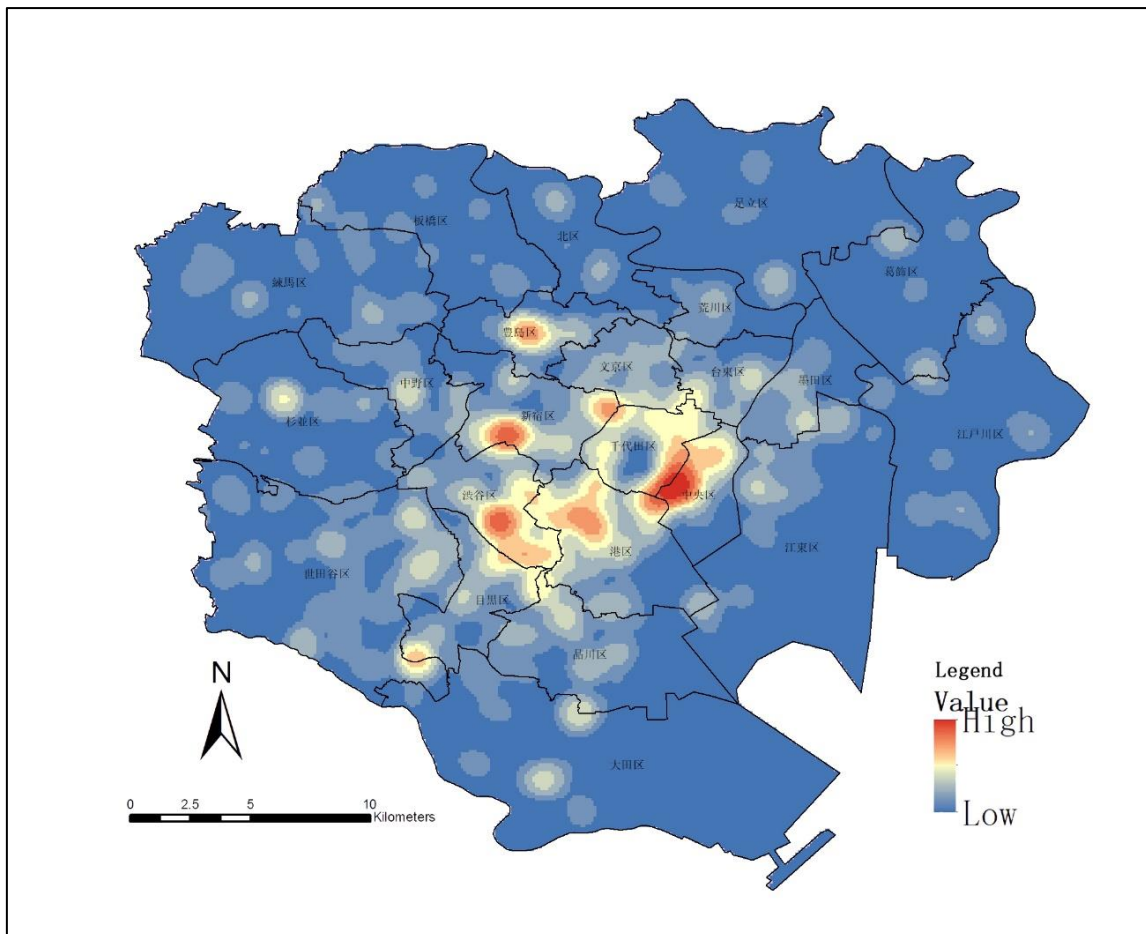 足立区
板橋区
北区
葛飾区
練馬区
荒川区
豊島区
文京区
台東区
墨田区
中野区
新宿区
杉並区
江戸川区
千代田区
渋谷区
中央区
江東区
港区
世田谷区
目黒区
品川区
大田区
N
0 2.5 5 10
Kilometers
Legend
Value
High
Low